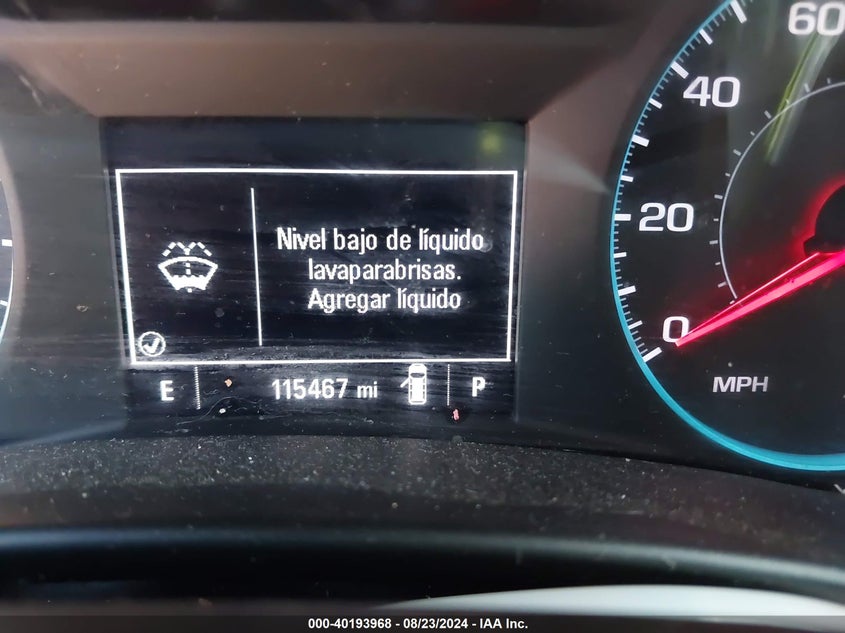 60
40
20
0
MPH
Nivel bajo de líquido
lavaparabrisas.
Agregar líquido
E 115467 mi P
000-40193968 - 08/23/2024 - IAA Inc.